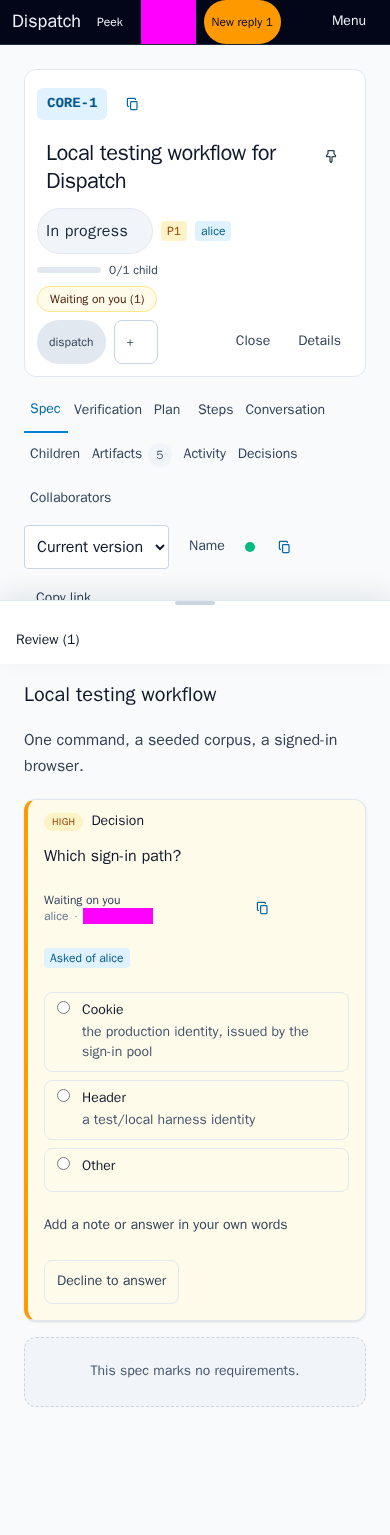 Dispatch Peek New reply 1 Menu
CORE-1
Local testing workflow for
Dispatch
In progress P1 alice
0/1 child
Waiting on you (1)
dispatch + Close Details
Spec Verification Plan Steps Conversation
Children Artifacts 5 Activity Decisions
Collaborators
Current version Name
Copy link
Review (1)
Local testing workflow
One command, a seeded corpus, a signed-in
browser.
HIGH Decision
Which sign-in path?
Waiting on you
alice ·
Asked of alice
Cookie
the production identity, issued by the
sign-in pool
Header
a test/local harness identity
Other
Add a note or answer in your own words
Decline to answer
This spec marks no requirements.